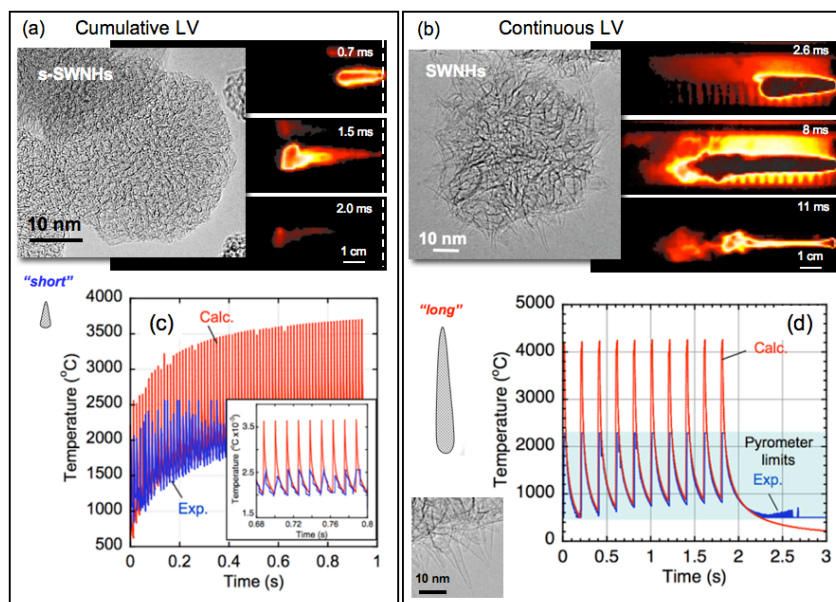 (a) Cumulative LV
s-SWNHs
0.7 ms
1.5 ms
2.0 ms
10 nm
1 cm
"short"
(c)
Calc.
Exp.
Temperature (°C)
4000
3500
3000
2500
2000
1500
1000
500
0 0.2 0.4 0.6 0.8 1
Time (s)
Temperature (°C x10⁻³)
3.5
2.5
1.5
0.68 0.72 0.76 0.8
Time (s)
(b) Continuous LV
SWNHs
2.6 ms
8 ms
11 ms
10 nm
1 cm
"long"
10 nm
(d)
Calc.
Pyrometer
limits
Exp.
Temperature (°C)
5000
4000
3000
2000
1000
0
0 0.5 1 1.5 2 2.5 3
Time (s)